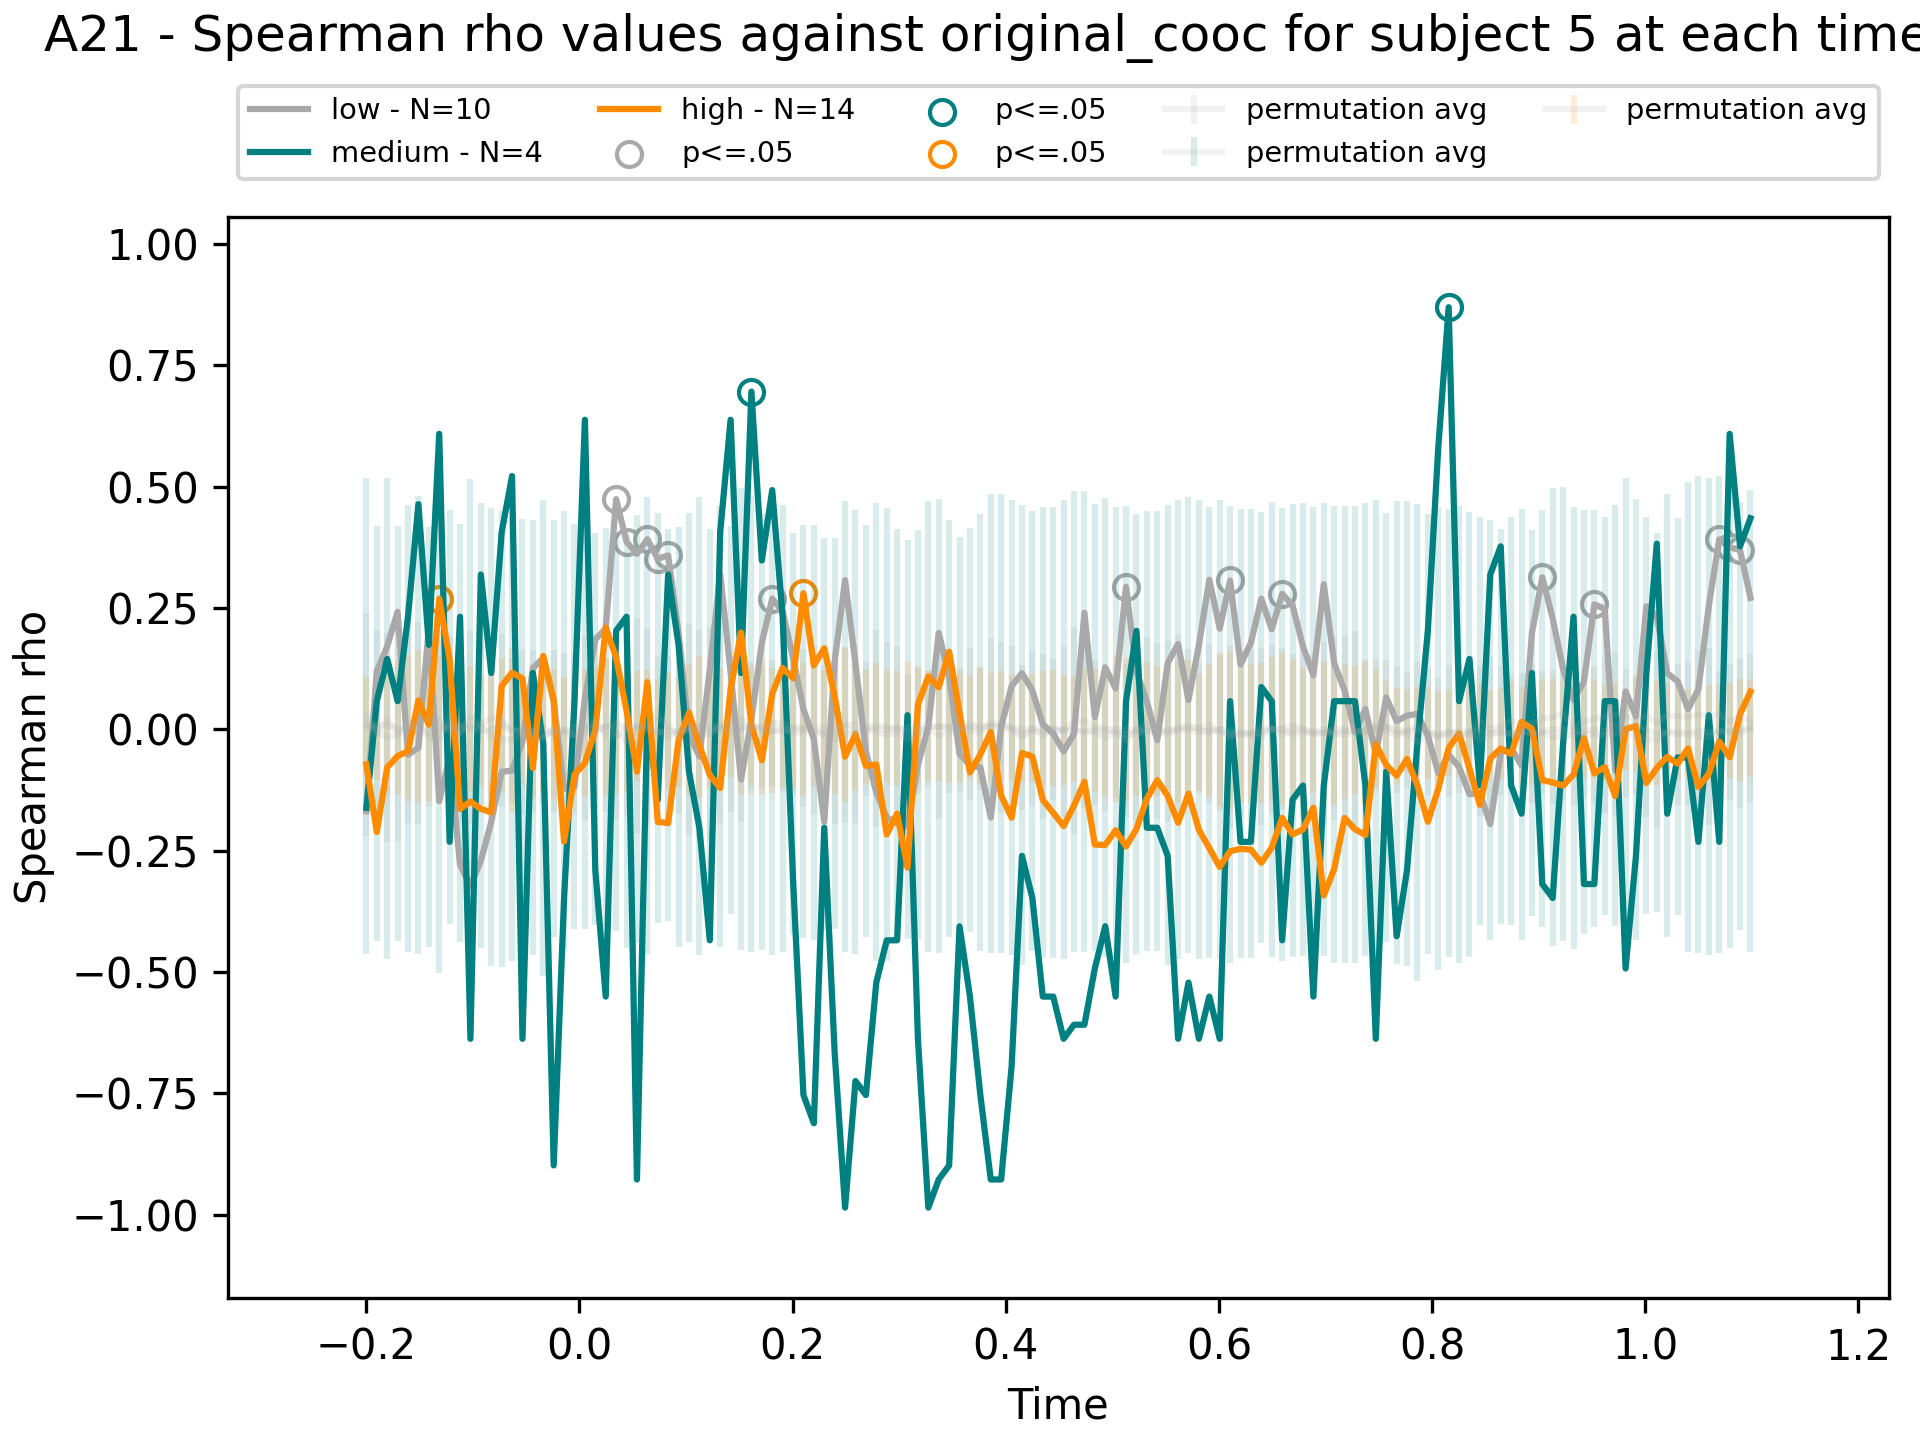 A21 - Spearman rho values against original_cooc for subject 5 at each time
low - N=10
medium - N=4
high - N=14
p<=.05
p<=.05
p<=.05
permutation avg
permutation avg
permutation avg
1.00
0.75
0.50
0.25
0.00
−0.25
−0.50
−0.75
−1.00
Spearman rho
−0.2
0.0
0.2
0.4
0.6
0.8
1.0
1.2
Time